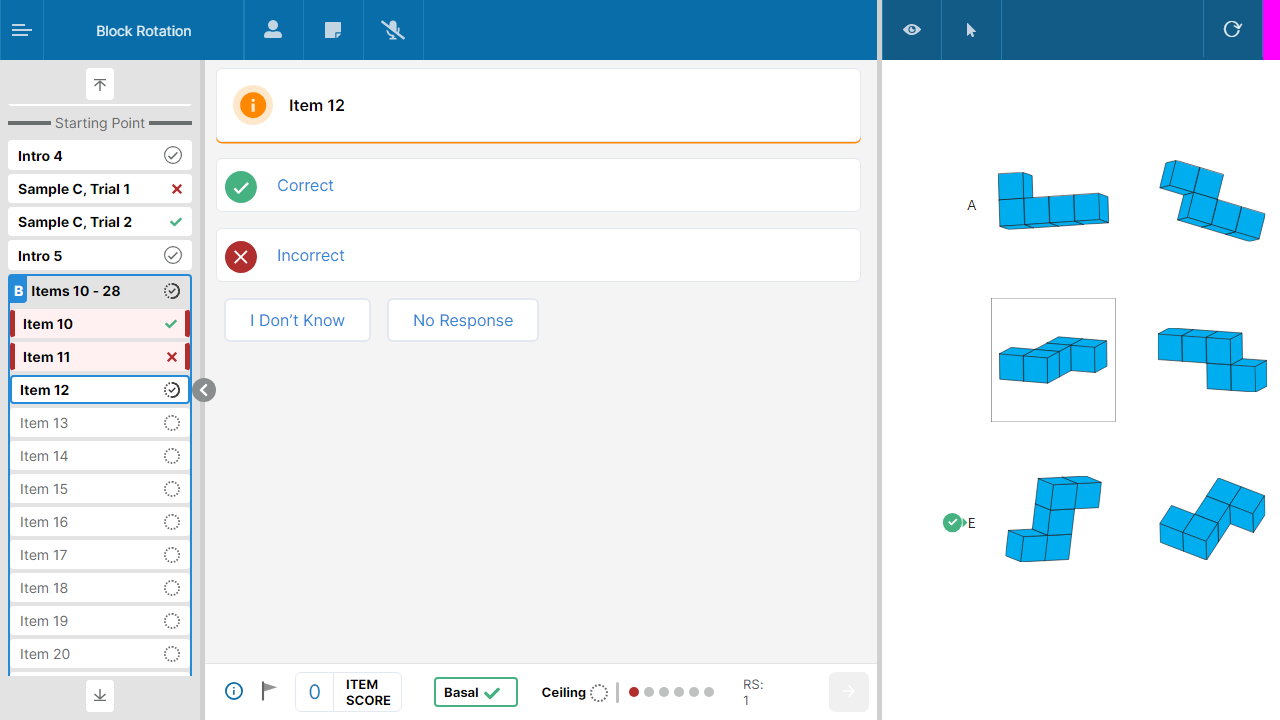 Block Rotation
Starting Point
Intro 4
Sample C, Trial 1
Sample C, Trial 2
Intro 5
B Items 10 - 28
Item 10
Item 11
Item 12
Item 13
Item 14
Item 15
Item 16
Item 17
Item 18
Item 19
Item 20
Item 12
Correct
Incorrect
I Don’t Know
No Response
0 ITEM
SCORE
Basal
Ceiling
RS:
1
A
E